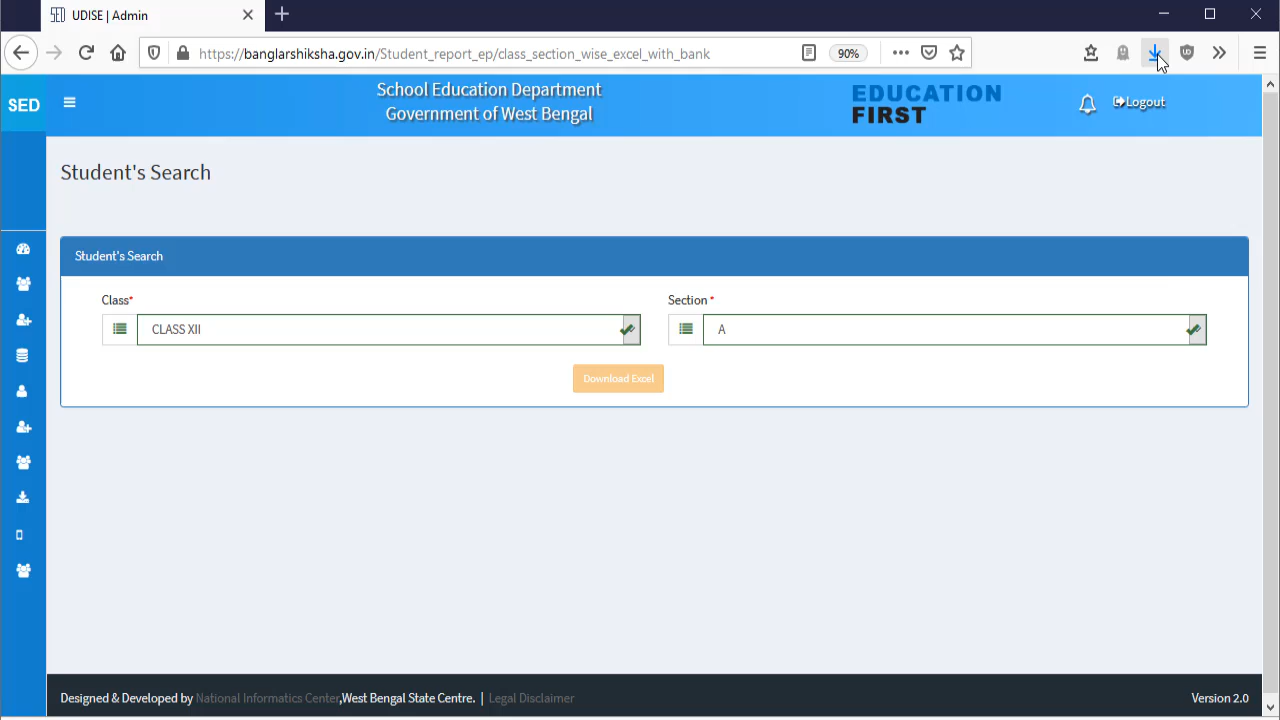 UDISE | Admin
https://banglarshiksha.gov.in/Student_report_ep/class_section_wise_excel_with_bank
90%
SED
School Education Department
Government of West Bengal
EDUCATION
FIRST
Logout
Student's Search
Student's Search
Class*
Section *
CLASS XII
A
Download Excel
Designed & Developed by National Informatics Center,West Bengal State Centre. | Legal Disclaimer
Version 2.0